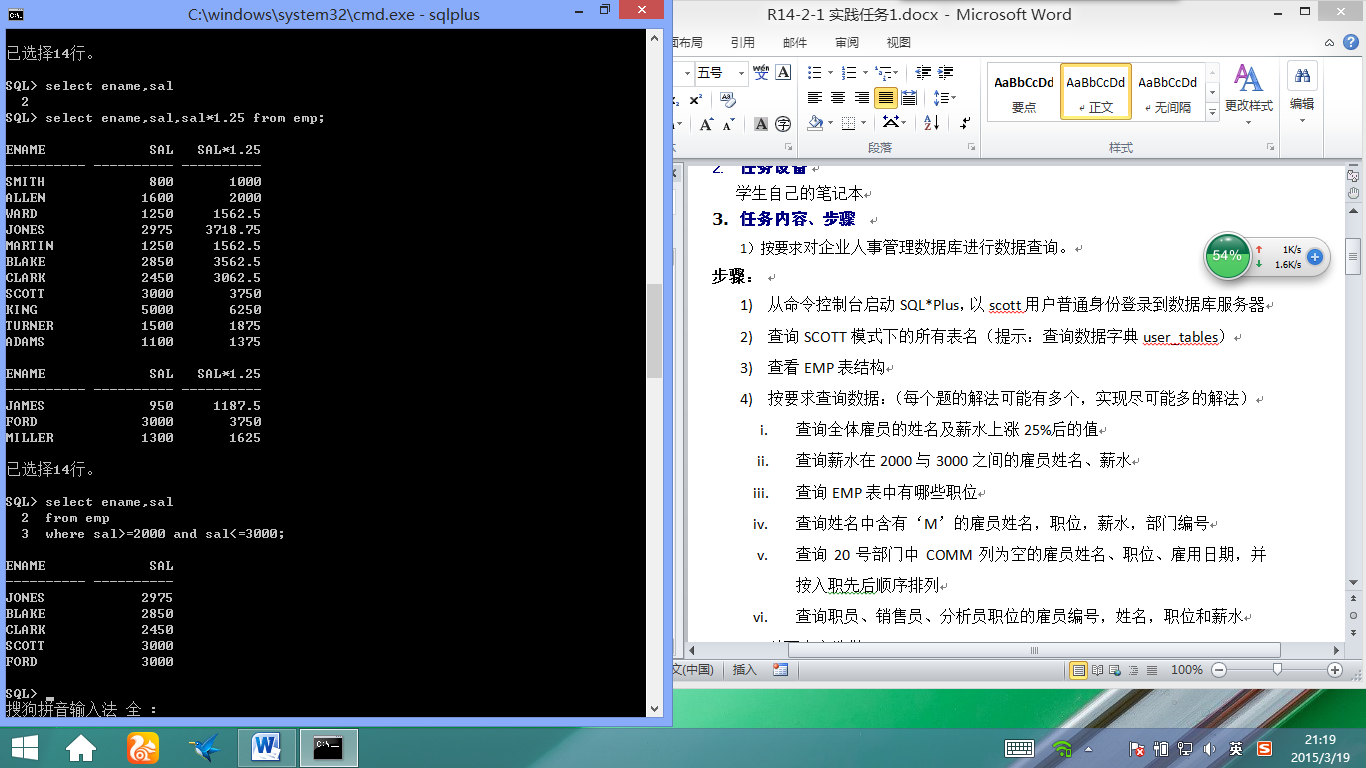 C:\windows\system32\cmd.exe - sqlplus
已选择14行。
SQL> select ename,sal
2
SQL> select ename,sal,sal*1.25 from emp;
ENAME SAL SAL*1.25
---------- ---------- ----------
SMITH 800 1000
ALLEN 1600 2000
WARD 1250 1562.5
JONES 2975 3718.75
MARTIN 1250 1562.5
BLAKE 2850 3562.5
CLARK 2450 3062.5
SCOTT 3000 3750
KING 5000 6250
TURNER 1500 1875
ADAMS 1100 1375
ENAME SAL SAL*1.25
---------- ---------- ----------
JAMES 950 1187.5
FORD 3000 3750
MILLER 1300 1625
已选择14行。
SQL> select ename,sal
2 from emp
3 where sal>=2000 and sal<=3000;
ENAME SAL
---------- ----------
JONES 2975
BLAKE 2850
CLARK 2450
SCOTT 3000
FORD 3000
SQL>
搜狗拼音输入法 全 :
R14-2-1 实践任务1.docx - Microsoft Word
面布局 引用 邮件 审阅 视图
五号 wén A
AaBbCcDd AaBbCcDd AaBbCcDd
要点 正文 无间隔 更改样式 编辑
段落 样式
2. 任务设备
学生自己的笔记本
3. 任务内容、步骤
1）按要求对企业人事管理数据库进行数据查询。
步骤：
1) 从命令控制台启动 SQL*Plus，以 scott 用户普通身份登录到数据库服务器
2) 查询 SCOTT 模式下的所有表名（提示：查询数据字典 user_tables）
3) 查看 EMP 表结构
4) 按要求查询数据：（每个题的解法可能有多个，实现尽可能多的解法）
i. 查询全体雇员的姓名及薪水上涨 25%后的值
ii. 查询薪水在 2000 与 3000 之间的雇员姓名、薪水
iii. 查询 EMP 表中有哪些职位
iv. 查询姓名中含有‘M’的雇员姓名，职位，薪水，部门编号
v. 查询 20 号部门中 COMM 列为空的雇员姓名、职位、雇用日期，并
按入职先后顺序排列
vi. 查询职员、销售员、分析员职位的雇员编号，姓名，职位和薪水
54% 1K/s
1.6K/s
文(中国) 插入 100%
英
21:19
2015/3/19